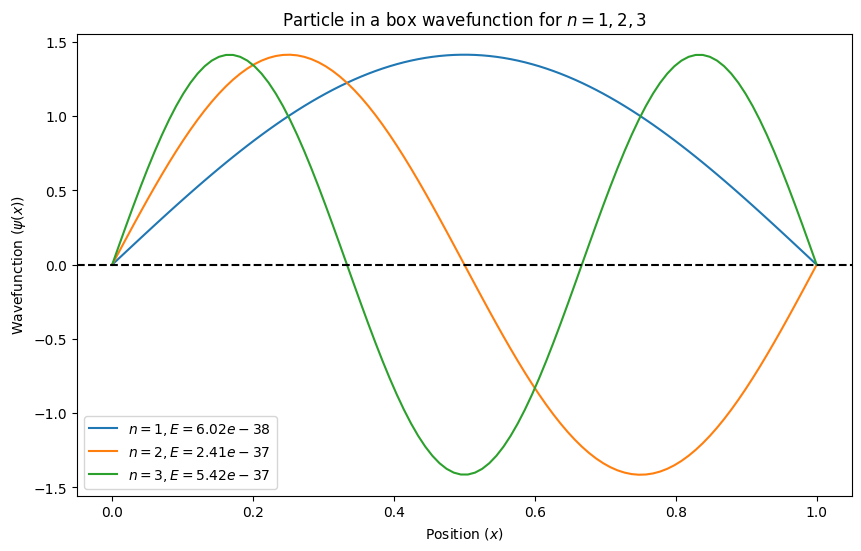 Particle in a box wavefunction for n = 1, 2, 3
Wavefunction (ψ(x))
1.5
1.0
0.5
0.0
−0.5
−1.0
−1.5
n = 1, E = 6.02e − 38
n = 2, E = 2.41e − 37
n = 3, E = 5.42e − 37
0.0 0.2 0.4 0.6 0.8 1.0
Position (x)